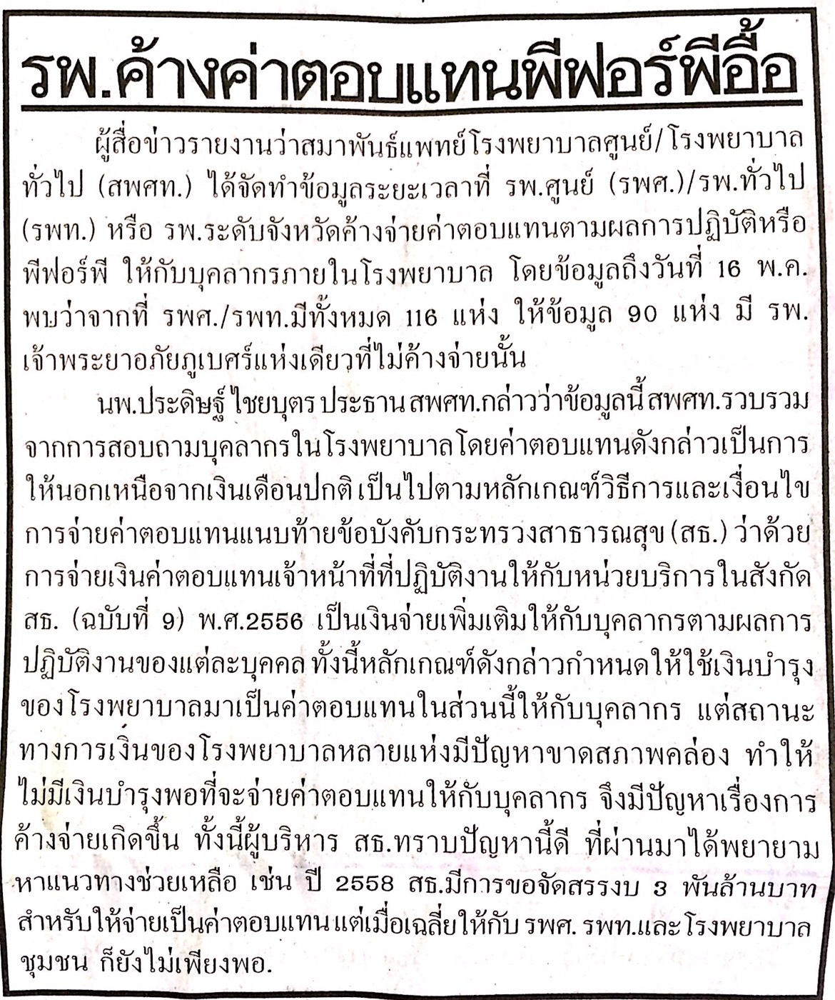 รพ.ค้างค่าตอบแทนพีฟอร์พีอื้อ
ผู้สื่อข่าวรายงานว่าสมาพันธ์แพทย์โรงพยาบาลศูนย์/โรงพยาบาล
ทั่วไป (สพศท.) ได้จัดทำข้อมูลระยะเวลาที่ รพ.ศูนย์ (รพศ.)/รพ.ทั่วไป
(รพท.) หรือ รพ.ระดับจังหวัดค้างจ่ายค่าตอบแทนตามผลการปฏิบัติหรือ
พีฟอร์พี ให้กับบุคลากรภายในโรงพยาบาล โดยข้อมูลถึงวันที่ 16 พ.ค.
พบว่าจากที่ รพศ./รพท.มีทั้งหมด 116 แห่ง ให้ข้อมูล 90 แห่ง มี รพ.
เจ้าพระยาอภัยภูเบศร์แห่งเดียวที่ไม่ค้างจ่ายนั้น
นพ.ประดิษฐ์ ไชยบุตร ประธาน สพศท.กล่าวว่าข้อมูลนี้ สพศท.รวบรวม
จากการสอบถามบุคลากรในโรงพยาบาลโดยค่าตอบแทนดังกล่าวเป็นการ
ให้นอกเหนือจากเงินเดือนปกติ เป็นไปตามหลักเกณฑ์วิธีการและเงื่อนไข
การจ่ายค่าตอบแทนแนบท้ายข้อบังคับกระทรวงสาธารณสุข (สธ.) ว่าด้วย
การจ่ายเงินค่าตอบแทนเจ้าหน้าที่ที่ปฏิบัติงานให้กับหน่วยบริการในสังกัด
สธ. (ฉบับที่ 9) พ.ศ.2556 เป็นเงินจ่ายเพิ่มเติมให้กับบุคลากรตามผลการ
ปฏิบัติงานของแต่ละบุคคล ทั้งนี้หลักเกณฑ์ดังกล่าวกำหนดให้ใช้เงินบำรุง
ของโรงพยาบาลมาเป็นค่าตอบแทนในส่วนนี้ให้กับบุคลากร แต่สถานะ
ทางการเงิ่นของโรงพยาบาลหลายแห่งมีปัญหาขาดสภาพคล่อง ทำให้
ไม่มีเงินบำรุงพอที่จะจ่ายค่าตอบแทนให้กับบุคลากร จึงมีปัญหาเรื่องการ
ค้างจ่ายเกิดขึ้น ทั้งนี้ผู้บริหาร สธ.ทราบปัญหานี้ดี ที่ผ่านมาได้พยายาม
หาแนวทางช่วยเหลือ เช่น ปี 2558 สธ.มีการขอจัดสรรงบ 3 พันล้านบาท
สำหรับให้จ่ายเป็นค่าตอบแทน แต่เมื่อเฉลี่ยให้กับ รพศ. รพท.และโรงพยาบาล
ชุมชน ก็ยังไม่เพียงพอ.